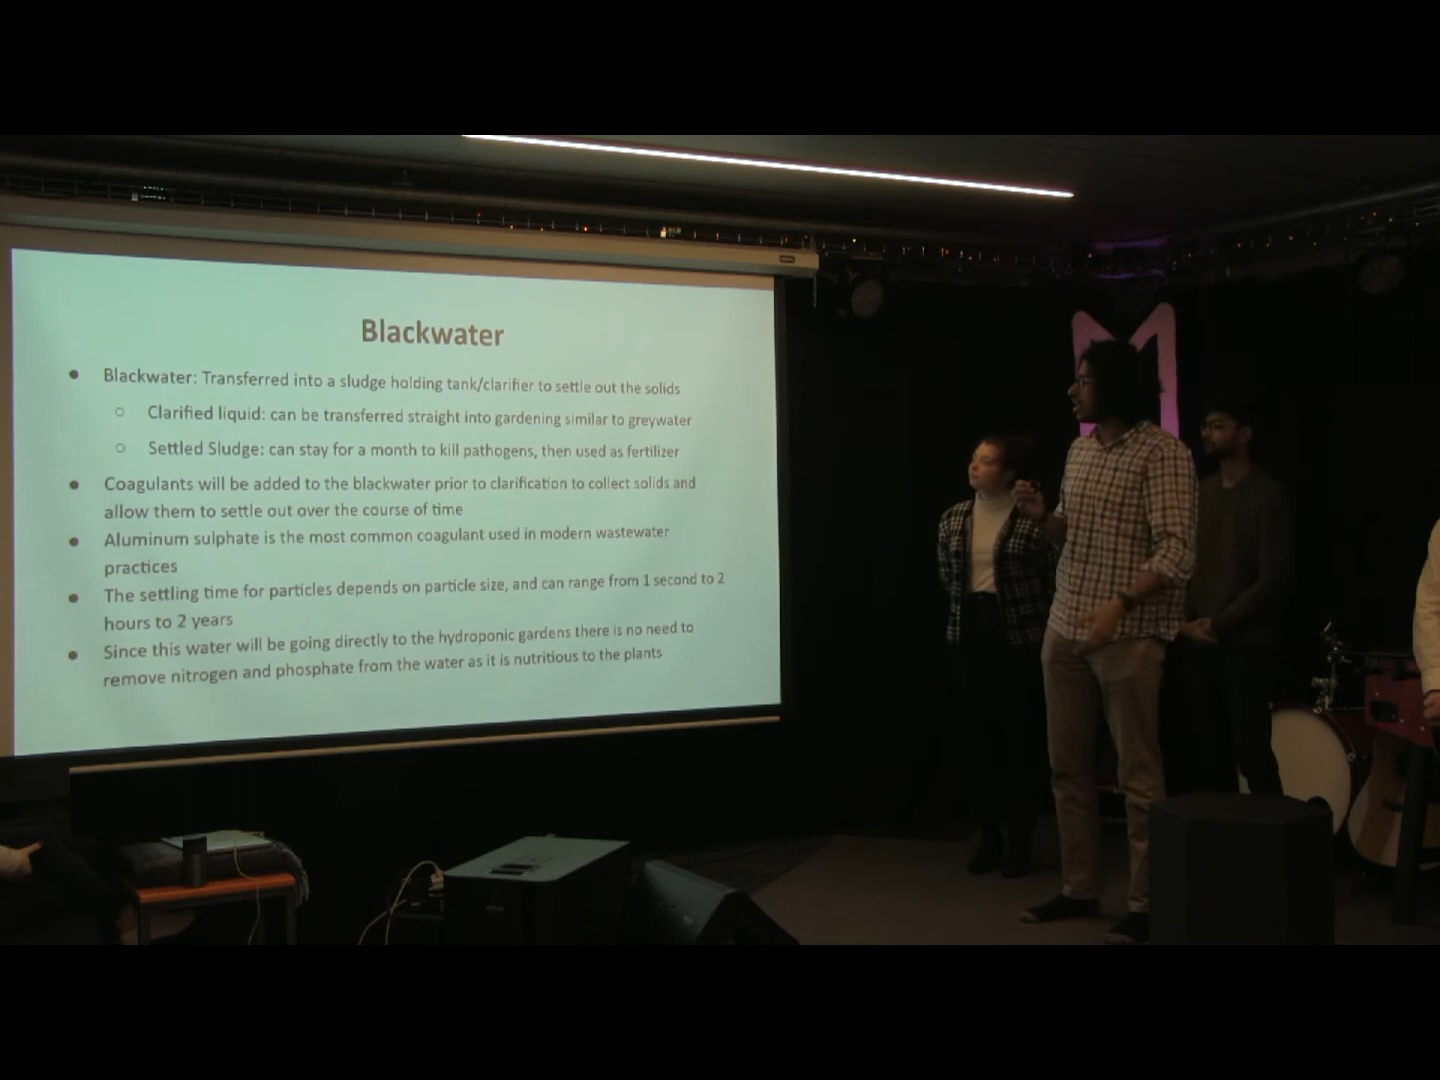 Blackwater
● Blackwater: Transferred into a sludge holding tank/clarifier to settle out the solids
○ Clarified liquid: can be transferred straight into gardening similar to greywater
○ Settled Sludge: can stay for a month to kill pathogens, then used as fertilizer
● Coagulants will be added to the blackwater prior to clarification to collect solids and
allow them to settle out over the course of time
● Aluminum sulphate is the most common coagulant used in modern wastewater
practices
● The settling time for particles depends on particle size, and can range from 1 second to 2
hours to 2 years
● Since this water will be going directly to the hydroponic gardens there is no need to
remove nitrogen and phosphate from the water as it is nutritious to the plants